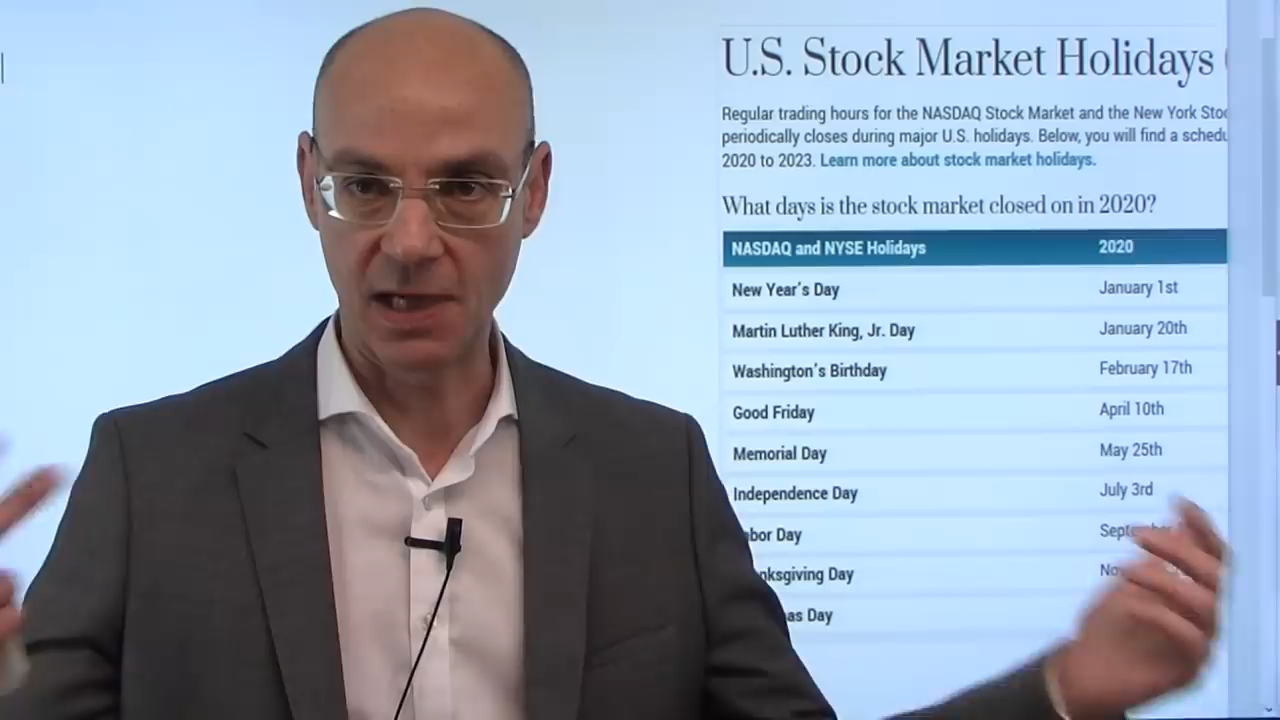 U.S. Stock Market Holidays
Regular trading hours for the NASDAQ Stock Market and the New York
periodically closes during major U.S. holidays. Below, you will find a
2020 to 2023. Learn more about stock market holidays.
What days is the stock market closed on in 2020?
NASDAQ and NYSE Holidays 2020
New Year's Day January 1st
Martin Luther King, Jr. Day January 20th
Washington's Birthday February 17th
Good Friday April 10th
Memorial Day May 25th
Independence Day July 3rd
Day
Day
Day